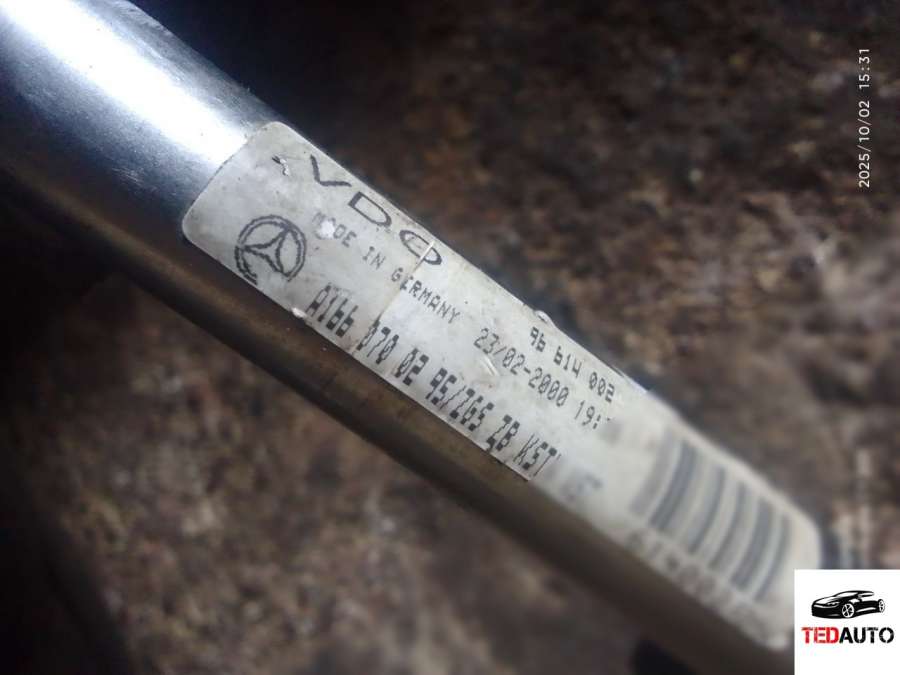 VDO
MADE IN GERMANY
96 614 002
23/02-2000 19:
A166 070 02 95/Z65 ZB KST
2025/10/02 15:31
TEDAUTO